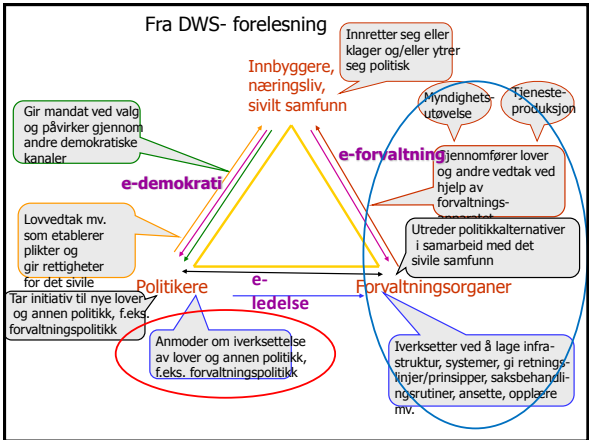 Fra DWS- forelesning
Innretter seg eller
klager og/eller ytrer
seg politisk
Innbyggere,
næringsliv,
sivilt samfunn
Myndighets-
utøvelse
Tjeneste-
produksjon
Gir mandat ved valg
og påvirker gjennom
andre demokratiske
kanaler
e-demokrati
e-forvaltning
Gjennomfører lover
og andre vedtak ved
hjelp av
forvaltnings-
apparatet
Lovvedtak mv.
som etablerer
plikter og
gir rettigheter
for det sivile
Utreder politikkalternativer
i samarbeid med det
sivile samfunn
Politikere
e-
ledelse
Forvaltningsorganer
Tar initiativ til nye lover
og annen politikk, f.eks.
forvaltningspolitikk
Anmoder om iverksettelse
av lover og annen politikk,
f.eks. forvaltningspolitikk
Iverksetter ved å lage infra-
struktur, systemer, gi retnings-
linjer/prinsipper, saksbehandli-
ngsrutiner, ansette, opplære
mv.